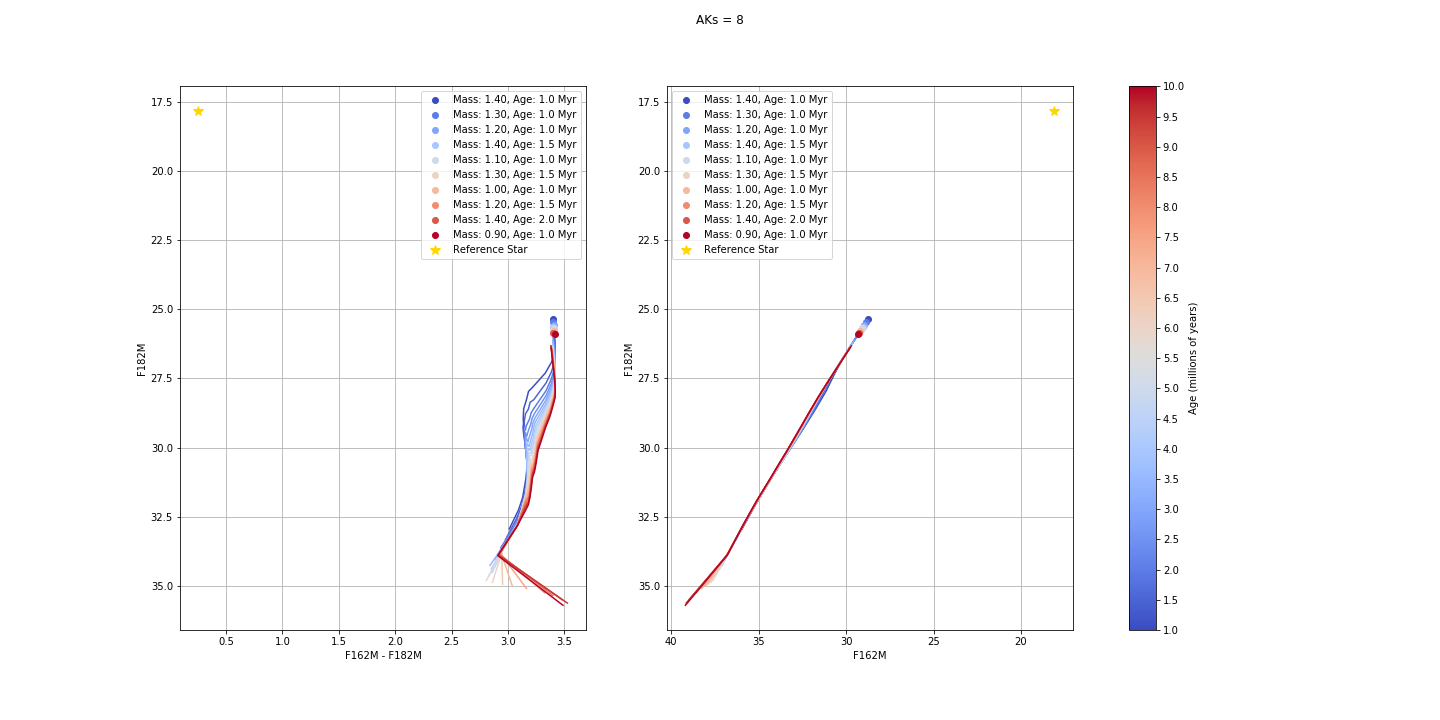 AKs = 8
17.5
20.0
22.5
25.0
27.5
30.0
32.5
35.0
F182M
0.5
1.0
1.5
2.0
2.5
3.0
3.5
F162M - F182M
Mass: 1.40, Age: 1.0 Myr
Mass: 1.30, Age: 1.0 Myr
Mass: 1.20, Age: 1.0 Myr
Mass: 1.40, Age: 1.5 Myr
Mass: 1.10, Age: 1.0 Myr
Mass: 1.30, Age: 1.5 Myr
Mass: 1.00, Age: 1.0 Myr
Mass: 1.20, Age: 1.5 Myr
Mass: 1.40, Age: 2.0 Myr
Mass: 0.90, Age: 1.0 Myr
Reference Star
17.5
20.0
22.5
25.0
27.5
30.0
32.5
35.0
F182M
40
35
30
25
20
F162M
Mass: 1.40, Age: 1.0 Myr
Mass: 1.30, Age: 1.0 Myr
Mass: 1.20, Age: 1.0 Myr
Mass: 1.40, Age: 1.5 Myr
Mass: 1.10, Age: 1.0 Myr
Mass: 1.30, Age: 1.5 Myr
Mass: 1.00, Age: 1.0 Myr
Mass: 1.20, Age: 1.5 Myr
Mass: 1.40, Age: 2.0 Myr
Mass: 0.90, Age: 1.0 Myr
Reference Star
10.0
9.5
9.0
8.5
8.0
7.5
7.0
6.5
6.0
5.5
5.0
4.5
4.0
3.5
3.0
2.5
2.0
1.5
1.0
Age (millions of years)